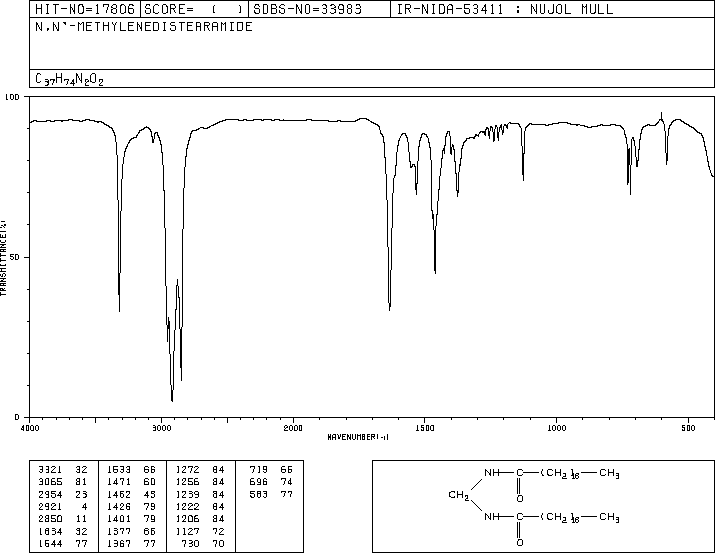 HIT-NO=17806 SCORE= ( ) SDBS-NO=33983 IR-NIDA-53411 : NUJOL MULL
N,N'-METHYLENEDISTEARAMIDE
C37H74N2O2
100
50
0
TRANSMITTANCE(%)
4000 3000 2000 1500 1000 500
WAVENUMBER(-1)
3321 32 1533 66 1272 84 719 66
3065 81 1471 60 1256 84 696 74
2954 23 1462 43 1239 84 583 77
2921 4 1426 79 1222 84
2850 11 1401 79 1206 84
1634 32 1377 66 1127 72
1544 77 1367 77 730 70
NH C (CH2)16 CH3
O
CH2
NH C (CH2)16 CH3
O